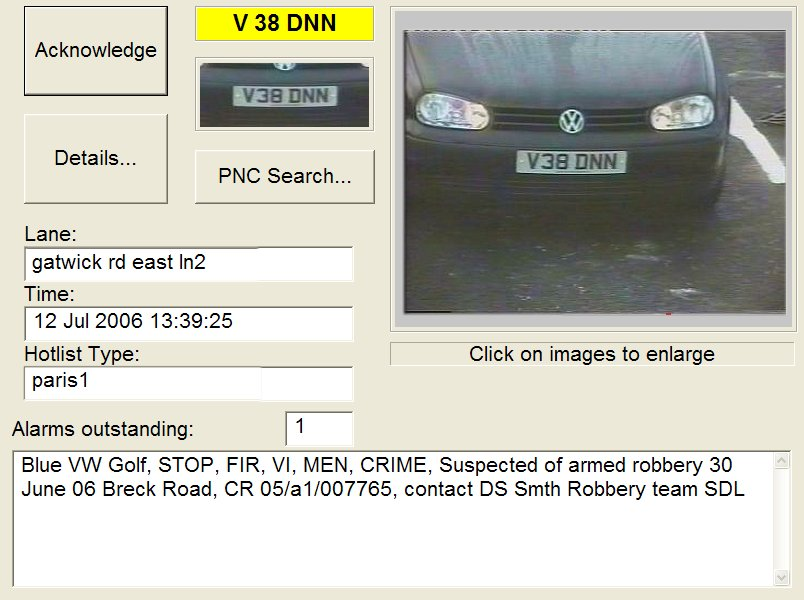 Acknowledge
V 38 DNN
V38 DNN
Details...
PNC Search...
V38 DNN
Click on images to enlarge
Lane:
gatwick rd east ln2
Time:
12 Jul 2006 13:39:25
Hotlist Type:
paris1
Alarms outstanding:
1
Blue VW Golf, STOP, FIR, VI, MEN, CRIME, Suspected of armed robbery 30
June 06 Breck Road, CR 05/a1/007765, contact DS Smth Robbery team SDL